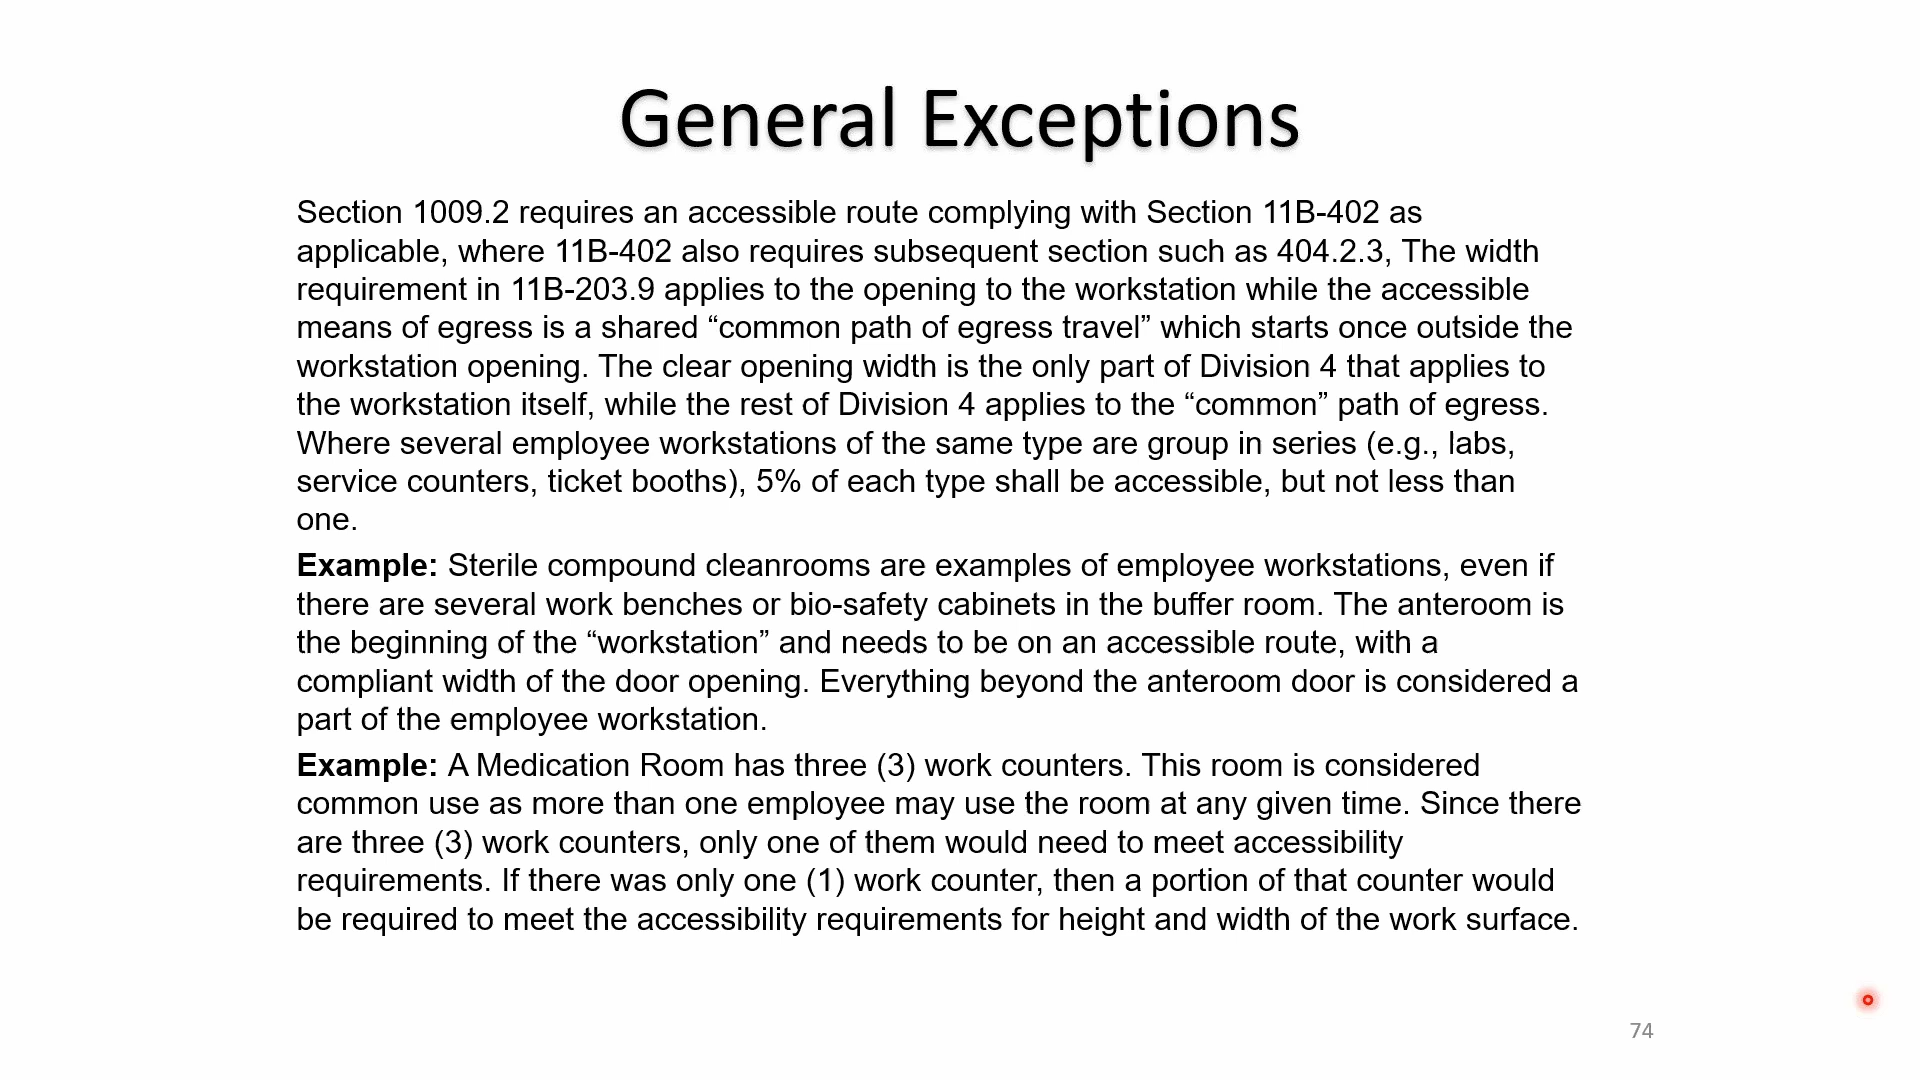 General Exceptions
Section 1009.2 requires an accessible route complying with Section 11B-402 as
applicable, where 11B-402 also requires subsequent section such as 404.2.3, The width
requirement in 11B-203.9 applies to the opening to the workstation while the accessible
means of egress is a shared “common path of egress travel” which starts once outside the
workstation opening. The clear opening width is the only part of Division 4 that applies to
the workstation itself, while the rest of Division 4 applies to the “common” path of egress.
Where several employee workstations of the same type are group in series (e.g., labs,
service counters, ticket booths), 5% of each type shall be accessible, but not less than
one.
Example: Sterile compound cleanrooms are examples of employee workstations, even if
there are several work benches or bio-safety cabinets in the buffer room. The anteroom is
the beginning of the “workstation” and needs to be on an accessible route, with a
compliant width of the door opening. Everything beyond the anteroom door is considered a
part of the employee workstation.
Example: A Medication Room has three (3) work counters. This room is considered
common use as more than one employee may use the room at any given time. Since there
are three (3) work counters, only one of them would need to meet accessibility
requirements. If there was only one (1) work counter, then a portion of that counter would
be required to meet the accessibility requirements for height and width of the work surface.
74